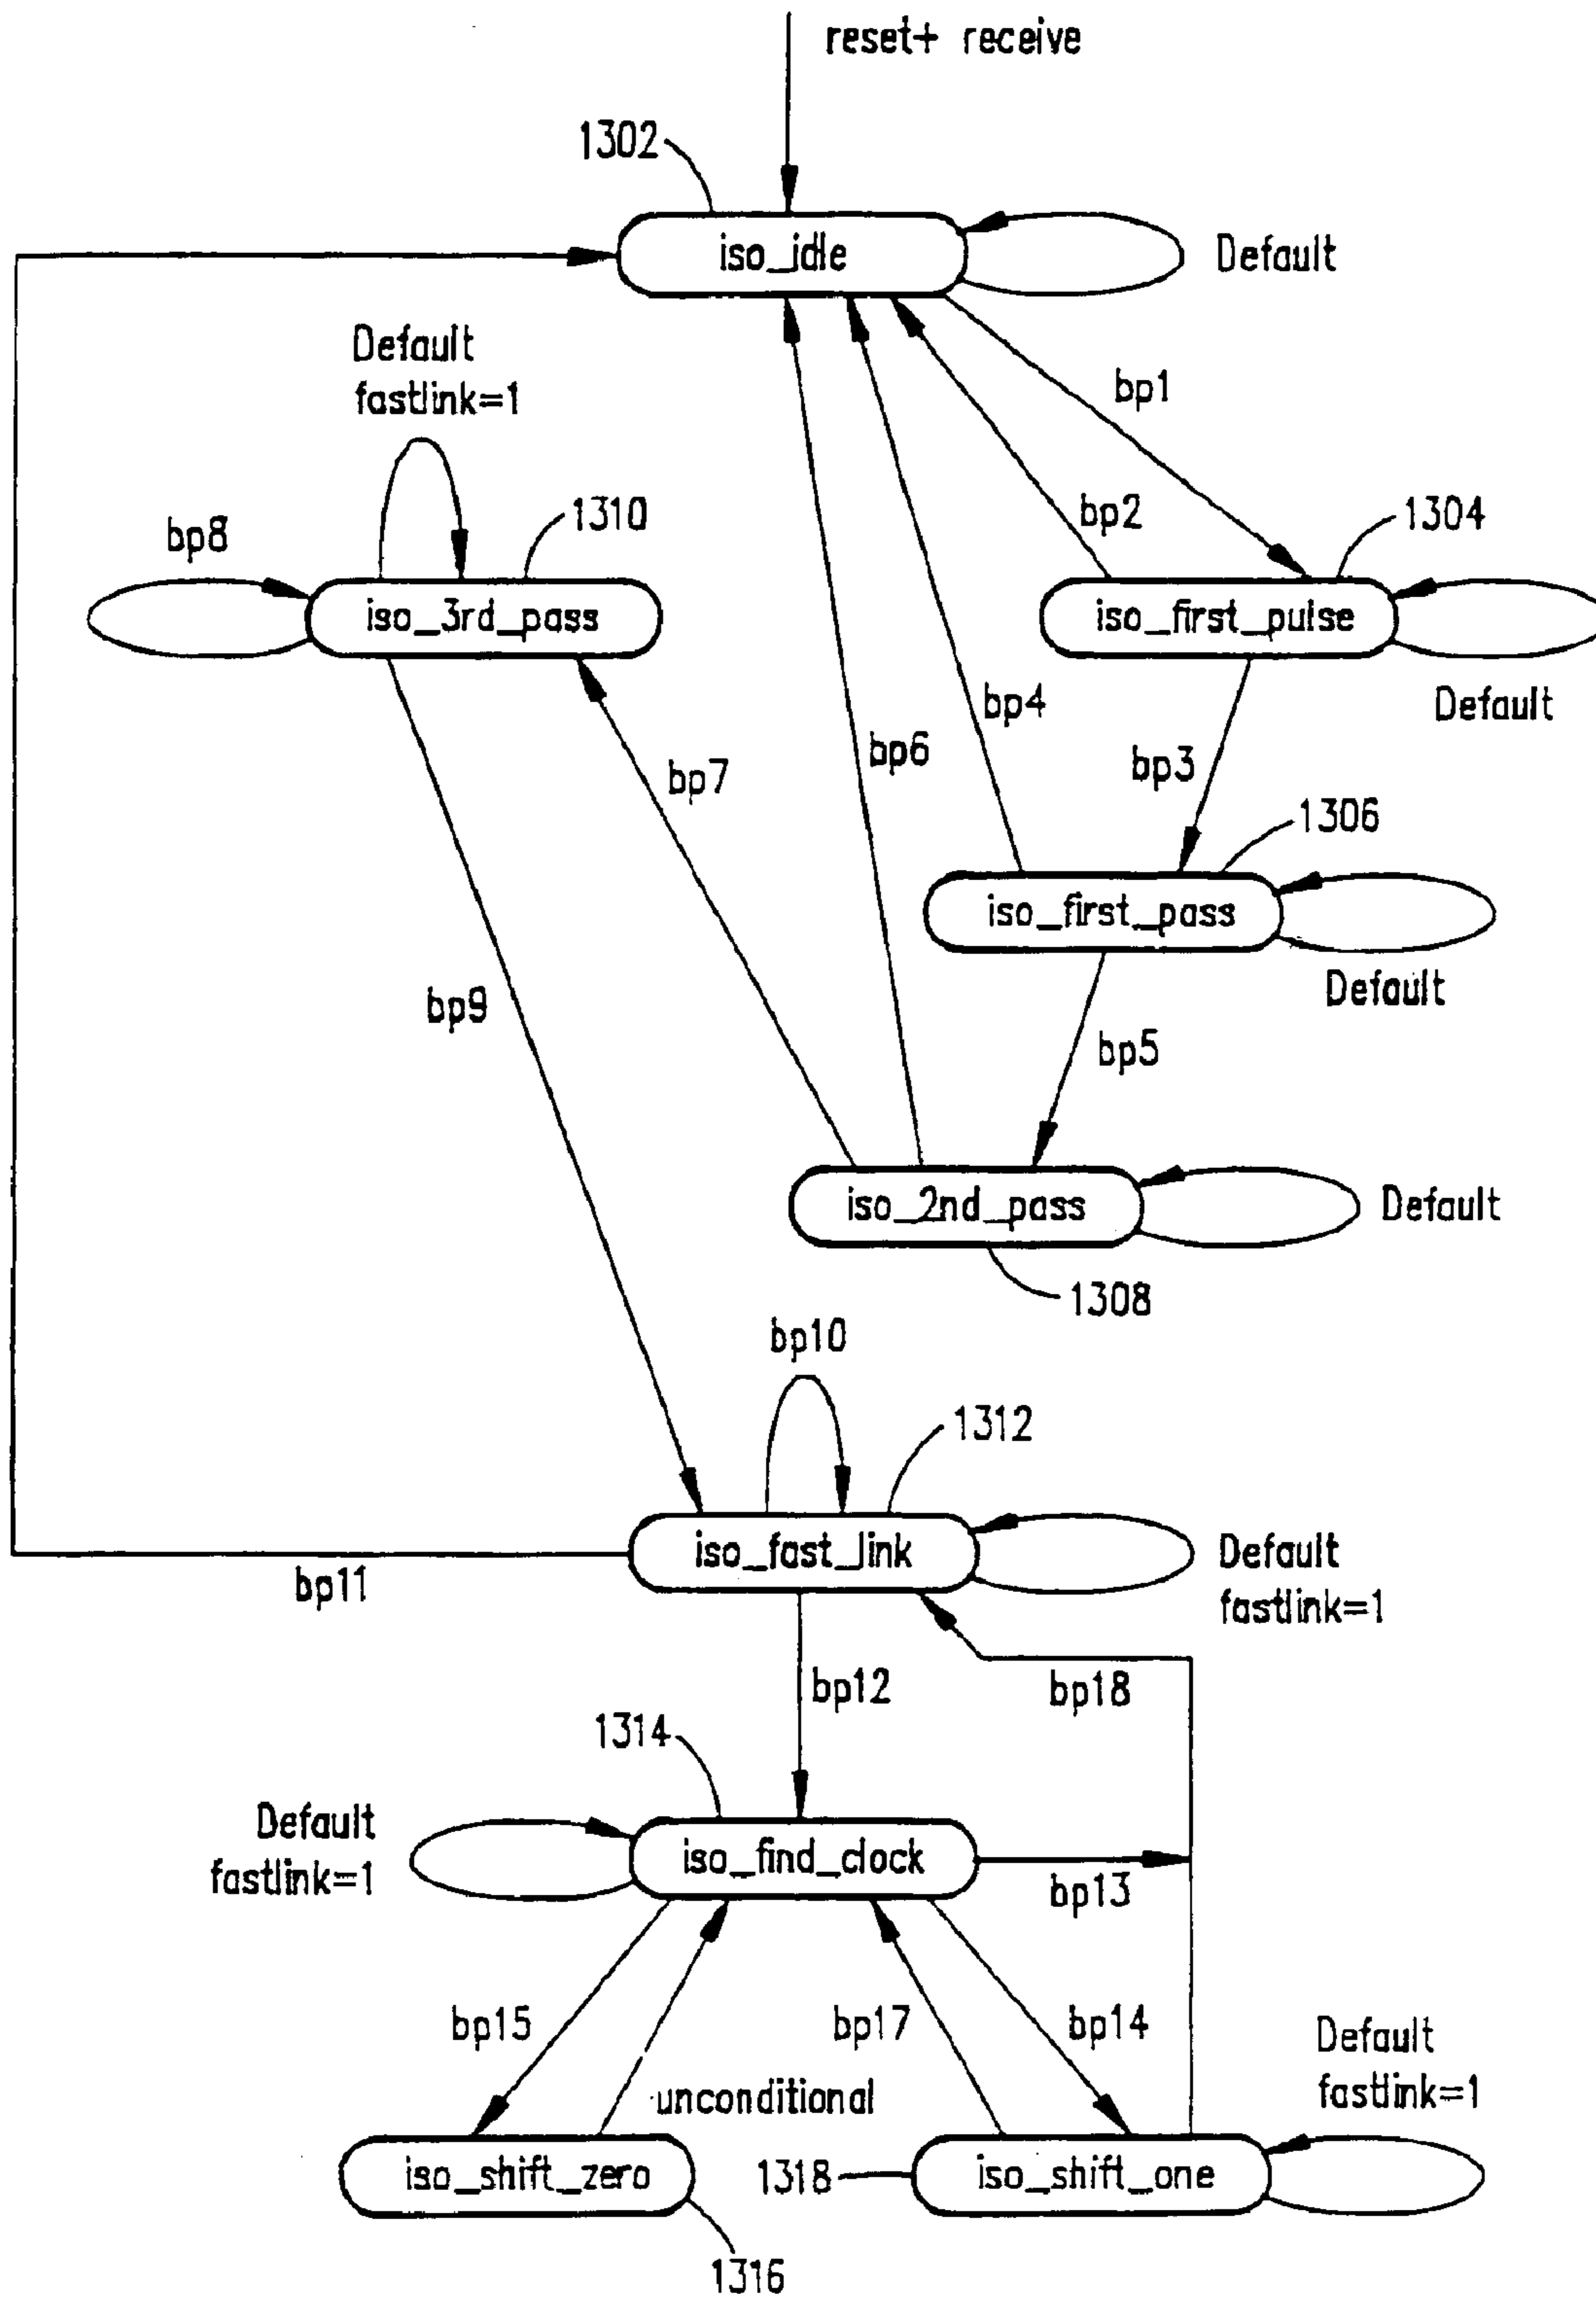 reset+ receive
1302
iso_idle
Default
Default
fastlink=1
bp1
bp8
1310
bp2
1304
iso_3rd_pass
iso_first_pulse
bp4
Default
bp6
bp3
bp7
1306
iso_first_pass
Default
bp9
bp5
iso_2nd_pass
Default
1308
bp10
1312
iso_fast_link
Default
fastlink=1
bp11
bp12
bp18
1314
Default
fastlink=1
iso_find_clock
bp13
bp15
bp17
bp14
Default
fastlink=1
unconditional
iso_shift_zero
1318
iso_shift_one
1316